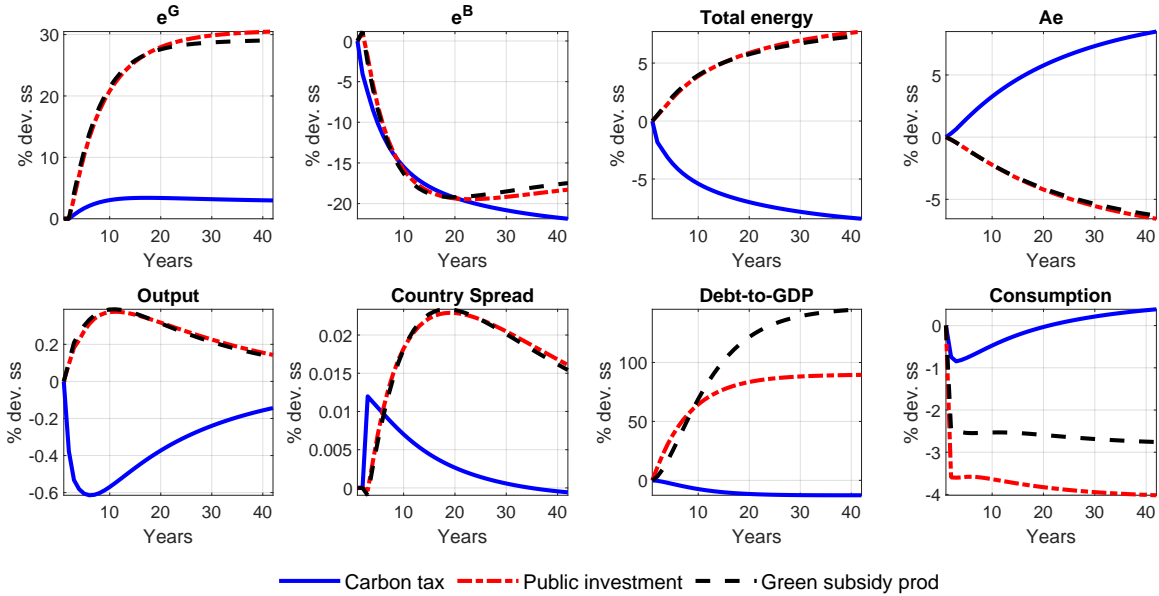 e^G e^B Total energy Ae
% dev. ss % dev. ss % dev. ss % dev. ss
30 0 5 5
20 -5
10 -10 0 0
0 -15 -5 -5
-20
10 20 30 40 10 20 30 40 10 20 30 40 10 20 30 40
Years Years Years Years
Output Country Spread Debt-to-GDP Consumption
% dev. ss % dev. ss % dev. ss % dev. ss
0.2 0.02 100 0
0 0.015 -1
-0.2 0.01 50 -2
-0.4 0.005 -3
-0.6 0 0 -4
10 20 30 40 10 20 30 40 10 20 30 40 10 20 30 40
Years Years Years Years
Carbon tax Public investment Green subsidy prod